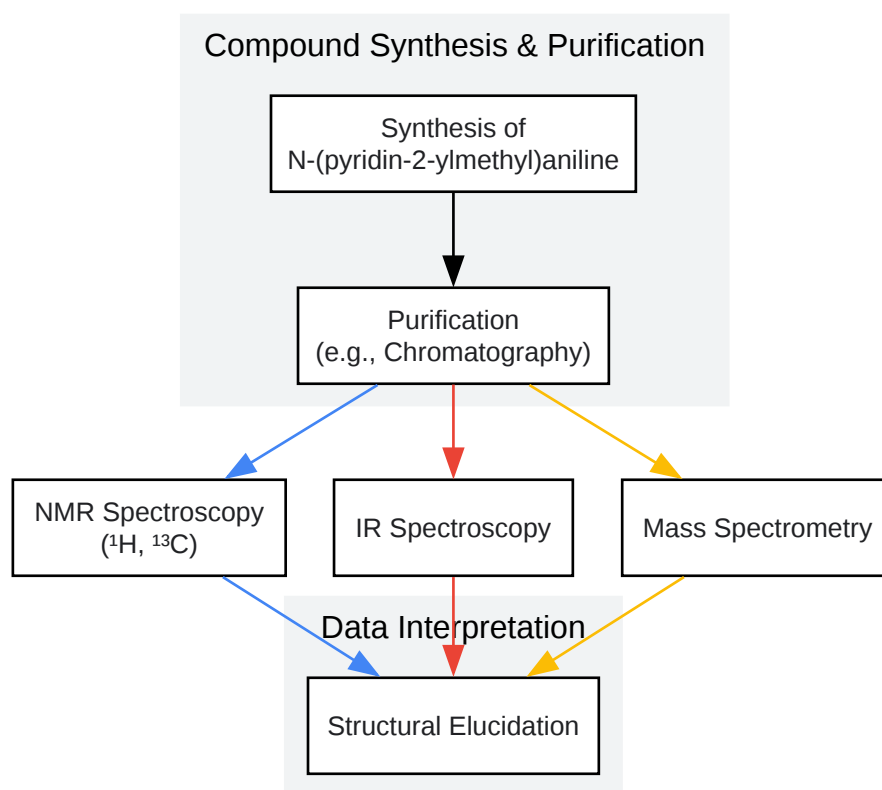 Compound Synthesis & Purification
Synthesis of
N-(pyridin-2-ylmethyl)aniline
Purification
(e.g., Chromatography)
NMR Spectroscopy
(¹H, ¹³C)
IR Spectroscopy
Mass Spectrometry
Data Interpretation
Structural Elucidation